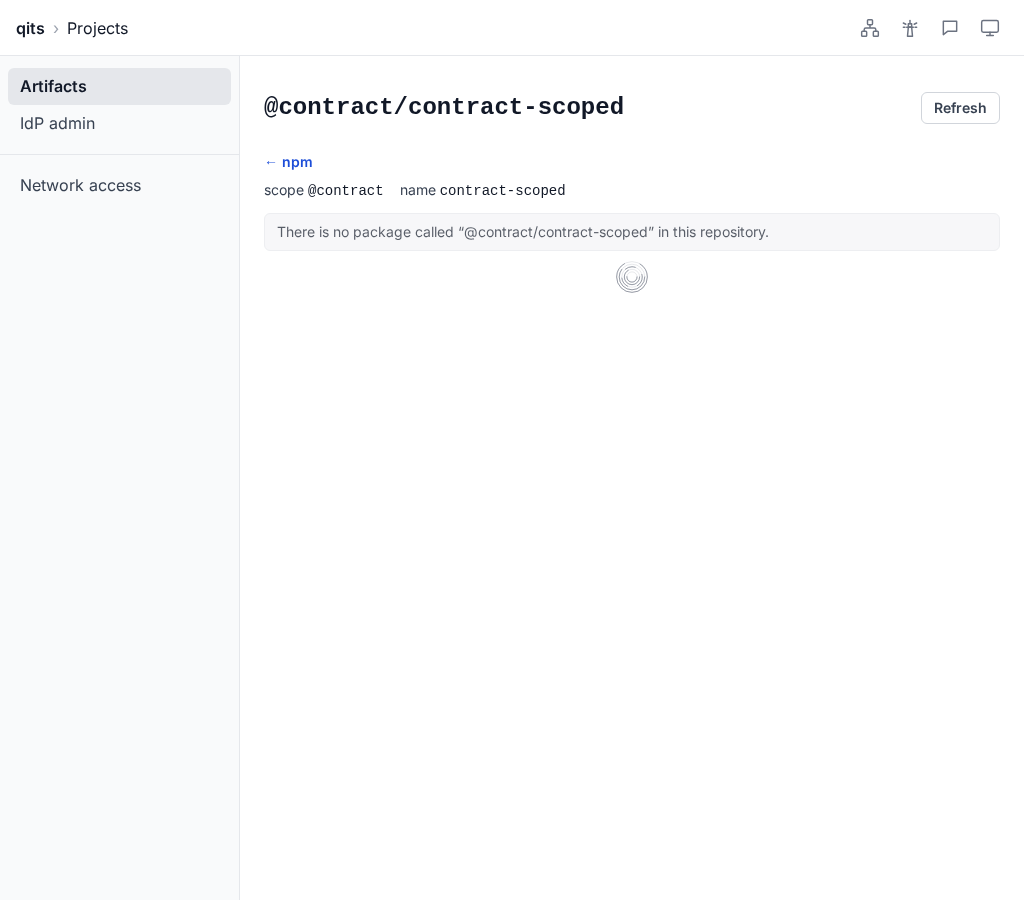 qits › Projects
Artifacts
IdP admin
Network access
@contract/contract-scoped
Refresh
← npm
scope @contract name contract-scoped
There is no package called “@contract/contract-scoped” in this repository.